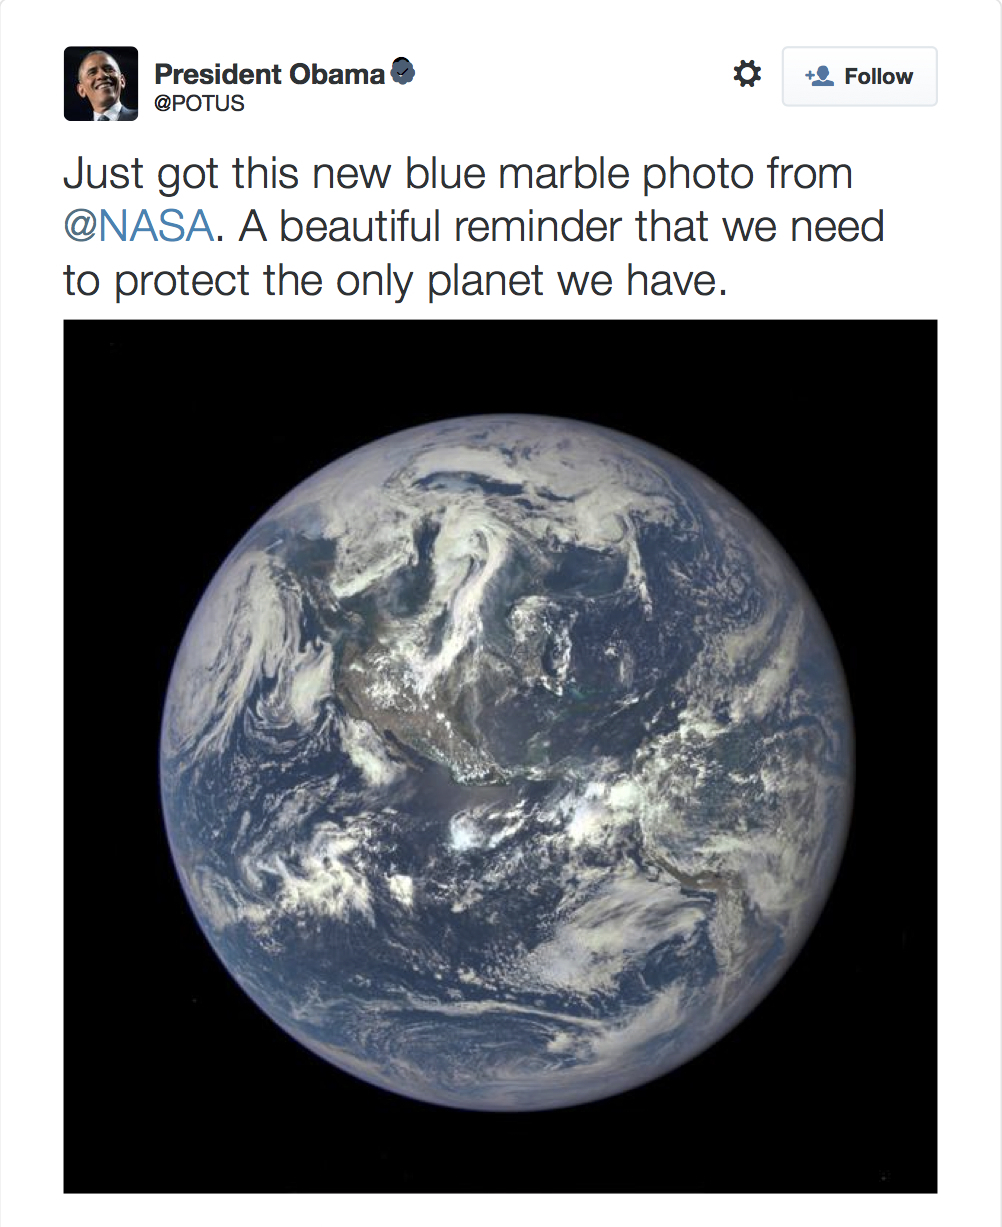 President Obama
@POTUS
Follow
Just got this new blue marble photo from
@NASA. A beautiful reminder that we need
to protect the only planet we have.